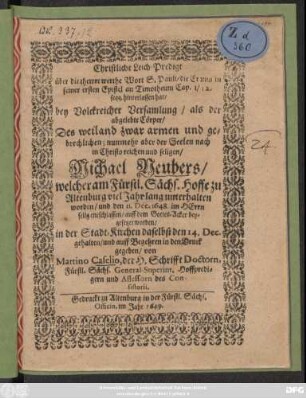 Christliche Leich-Predigt
über die theure werthe Wort S. Pauli / die Er uns in
seiner ersten Epistel an Timotheum Cap. 1/
hinterlassen hat /
bey Volckreicher Versamlung / als der
abgelebte Cörper /
Des weiland zwar armen und ge-
brechlichen; nunmehr aber der Seelen nach
in Christo reichen und seligen /
Michael Neubers /
welcher am Fürstl. Sächs. Hoffe zu
Altenburg viel Jahr lang unterhalten
worden / und den 11. Dec. 1648. im HErrn
selig entschlaffen / auff dem Gottes-Acker bey-
gesetzet worden /
in der Stadt-Kirchen daselbst den 14. Dec.
gehalten / und auff Begehren in den Druck
gegeben / von
Martino Caselio, der H. Schrifft Doctorn,
Fürstl. Sächs. General-Superint, Hoffpredi-
gern und Assessorn des Con-
sistorii.
Gedruckt zu Altenburg in der Fürstl. Sächs.
Officin, im Jahr 1649.
Z d
360